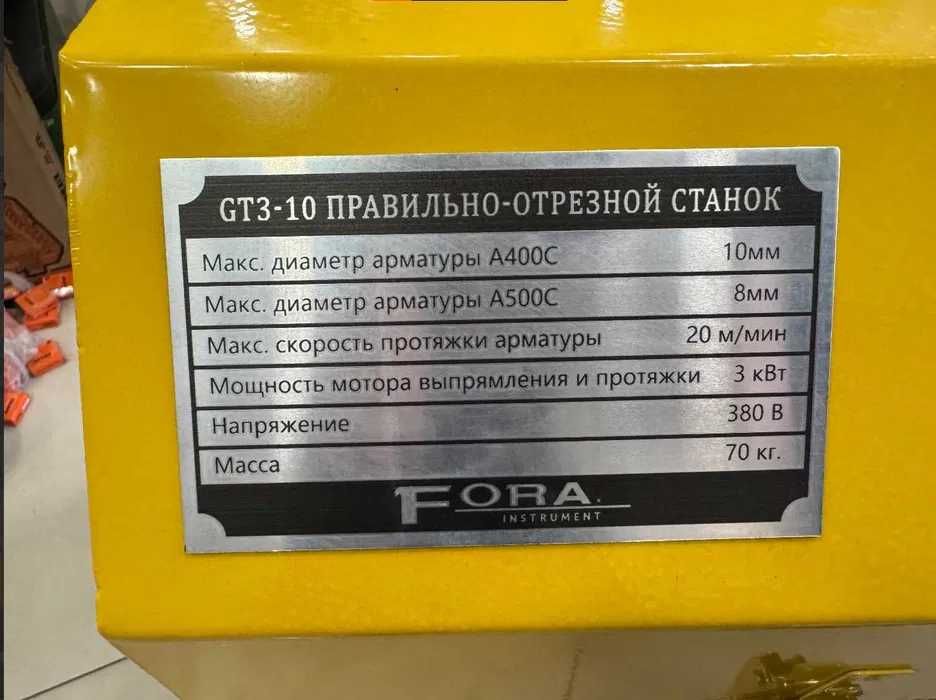 GT3-10 ПРАВИЛЬНО-ОТРЕЗНОЙ СТАНОК
Макс. диаметр арматуры А400С 10мм
Макс. диаметр арматуры А500С 8мм
Макс. скорость протяжки арматуры 20 м/мин
Мощность мотора выпрямления и протяжки 3 кВт
Напряжение 380 В
Масса 70 кг.
FORA.
INSTRUMENT